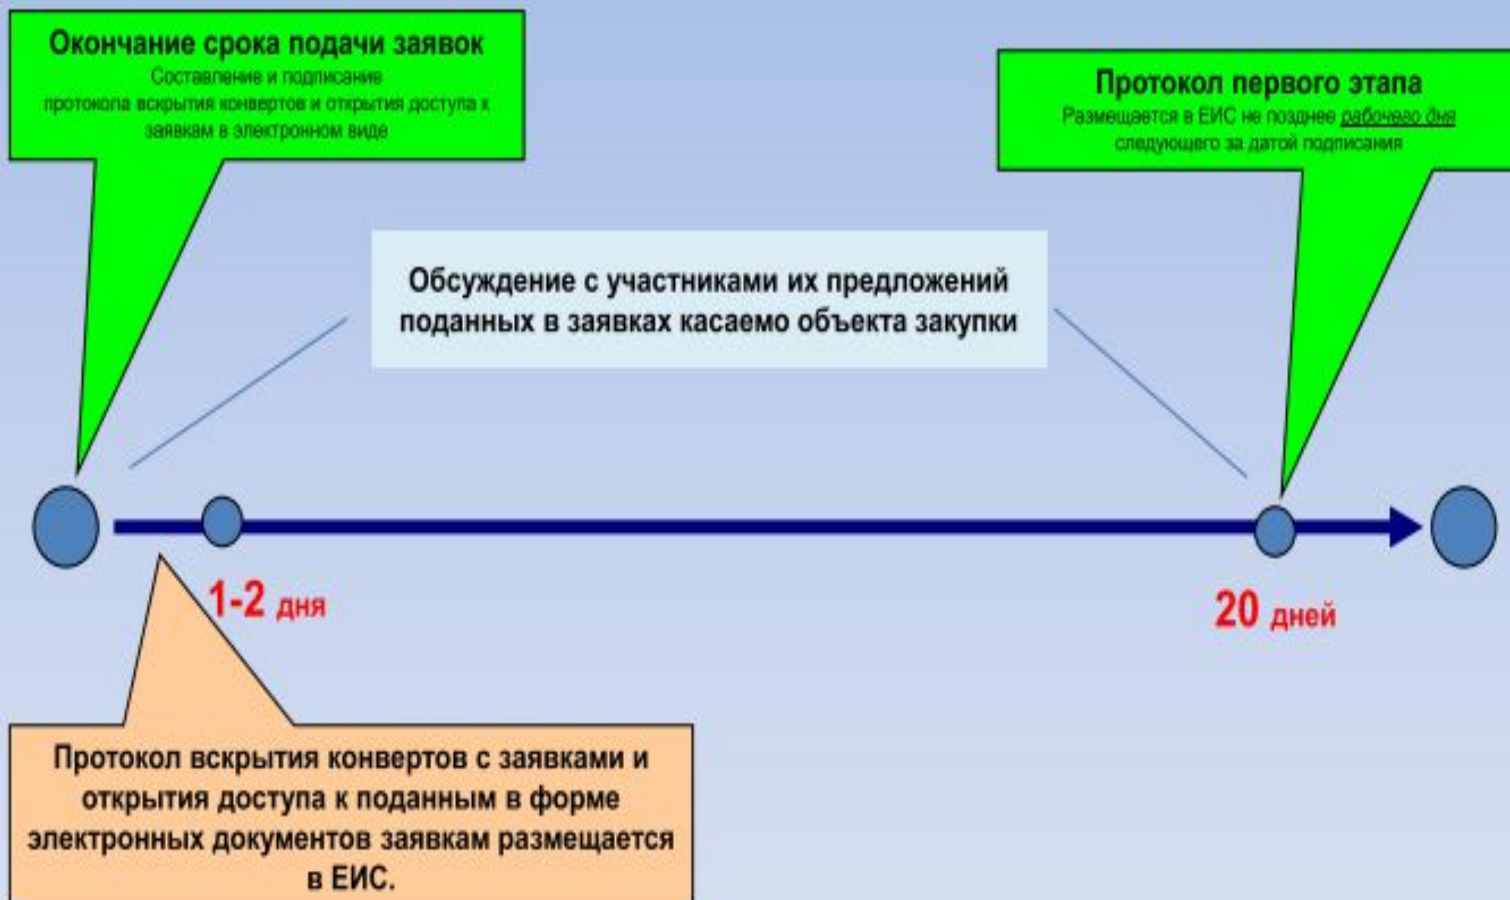 Окончание срока подачи заявок
Составление и подписание
протокола вскрытия конвертов и открытия доступа к
заявкам в электронном виде
Протокол первого этапа
Размещается в ЕИС не позднее рабочего дня
следующего за датой подписания
Обсуждение с участниками их предложений
поданных в заявках касаемо объекта закупки
1-2 дня
20 дней
Протокол вскрытия конвертов с заявками и
открытия доступа к поданным в форме
электронных документов заявкам размещается
в ЕИС.